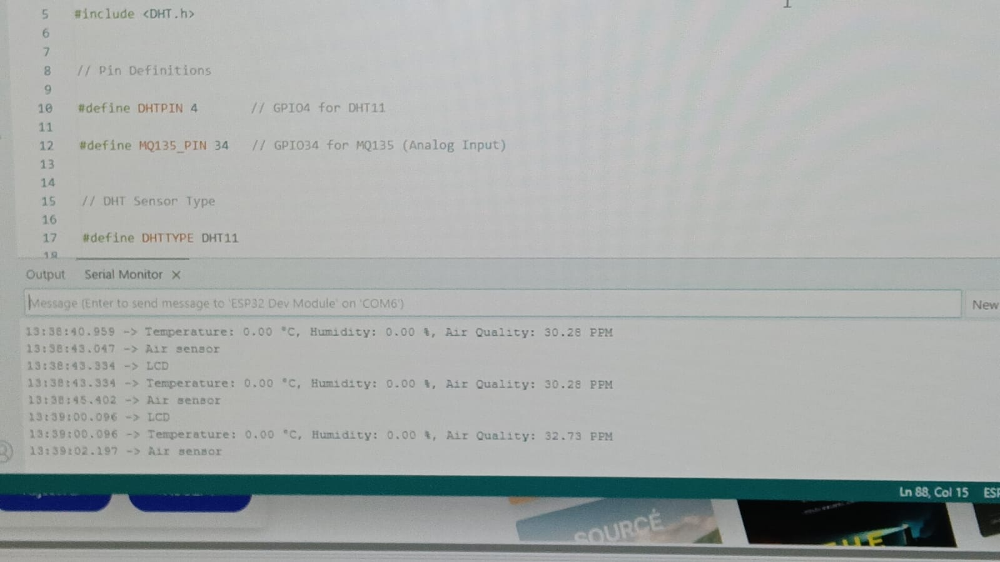 5 #include <DHT.h>
6
7
8 // Pin Definitions
9
10 #define DHTPIN 4 // GPIO4 for DHT11
11
12 #define MQ135_PIN 34 // GPIO34 for MQ135 (Analog Input)
13
14
15 // DHT Sensor Type
16
17 #define DHTTYPE DHT11
18
Output Serial Monitor X
Message (Enter to send message to 'ESP32 Dev Module' on 'COM6') New
13:38:40.959 -> Temperature: 0.00 °C, Humidity: 0.00 %, Air Quality: 30.28 PPM
13:38:43.047 -> Air sensor
13:38:43.334 -> LCD
13:38:43.334 -> Temperature: 0.00 °C, Humidity: 0.00 %, Air Quality: 30.28 PPM
13:38:45.402 -> Air sensor
13:39:00.096 -> LCD
13:39:00.096 -> Temperature: 0.00 °C, Humidity: 0.00 %, Air Quality: 32.73 PPM
13:39:02.197 -> Air sensor
Ln 88, Col 15 ESP
SOURCÉ